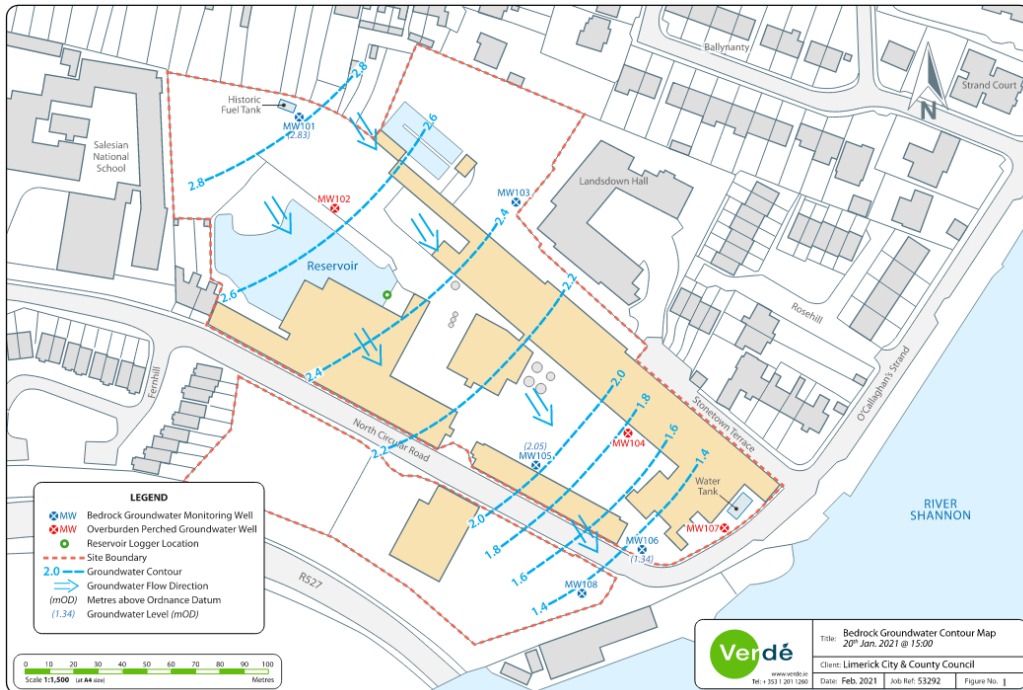 Ballynanty
Strand Court
N
Historic
Fuel Tank
MW101
(2.83)
2.8
2.8
2.6
Salesian
National
School
MW102
MW103
Landsdown Hall
2.4
Reservoir
2.6
2.2
Rosehill
O'Callaghan's Strand
Fernhill
2.4
2.0
1.8
Stonetown Terrace
North Circular Road
2.2
(2.05)
MW105
MW104
1.6
1.4
Water
Tank
2.0
MW107
1.8
MW106
(1.34)
1.6
MW108
1.4
RIVER
SHANNON
R527
LEGEND
MW Bedrock Groundwater Monitoring Well
MW Overburden Perched Groundwater Well
Reservoir Logger Location
Site Boundary
2.0 Groundwater Contour
Groundwater Flow Direction
(mOD) Metres above Ordnance Datum
(1.34) Groundwater Level (mOD)
0 10 20 30 40 50 60 70 80 90 100
Scale 1:1,500 (at A4 size) Metres
Verdé
www.verde.ie
Tel: + 353 1 201 1260
Title: Bedrock Groundwater Contour Map
20th Jan. 2021 @ 15:00
Client: Limerick City & County Council
Date: Feb. 2021 Job Ref: 53292 Figure No. 1